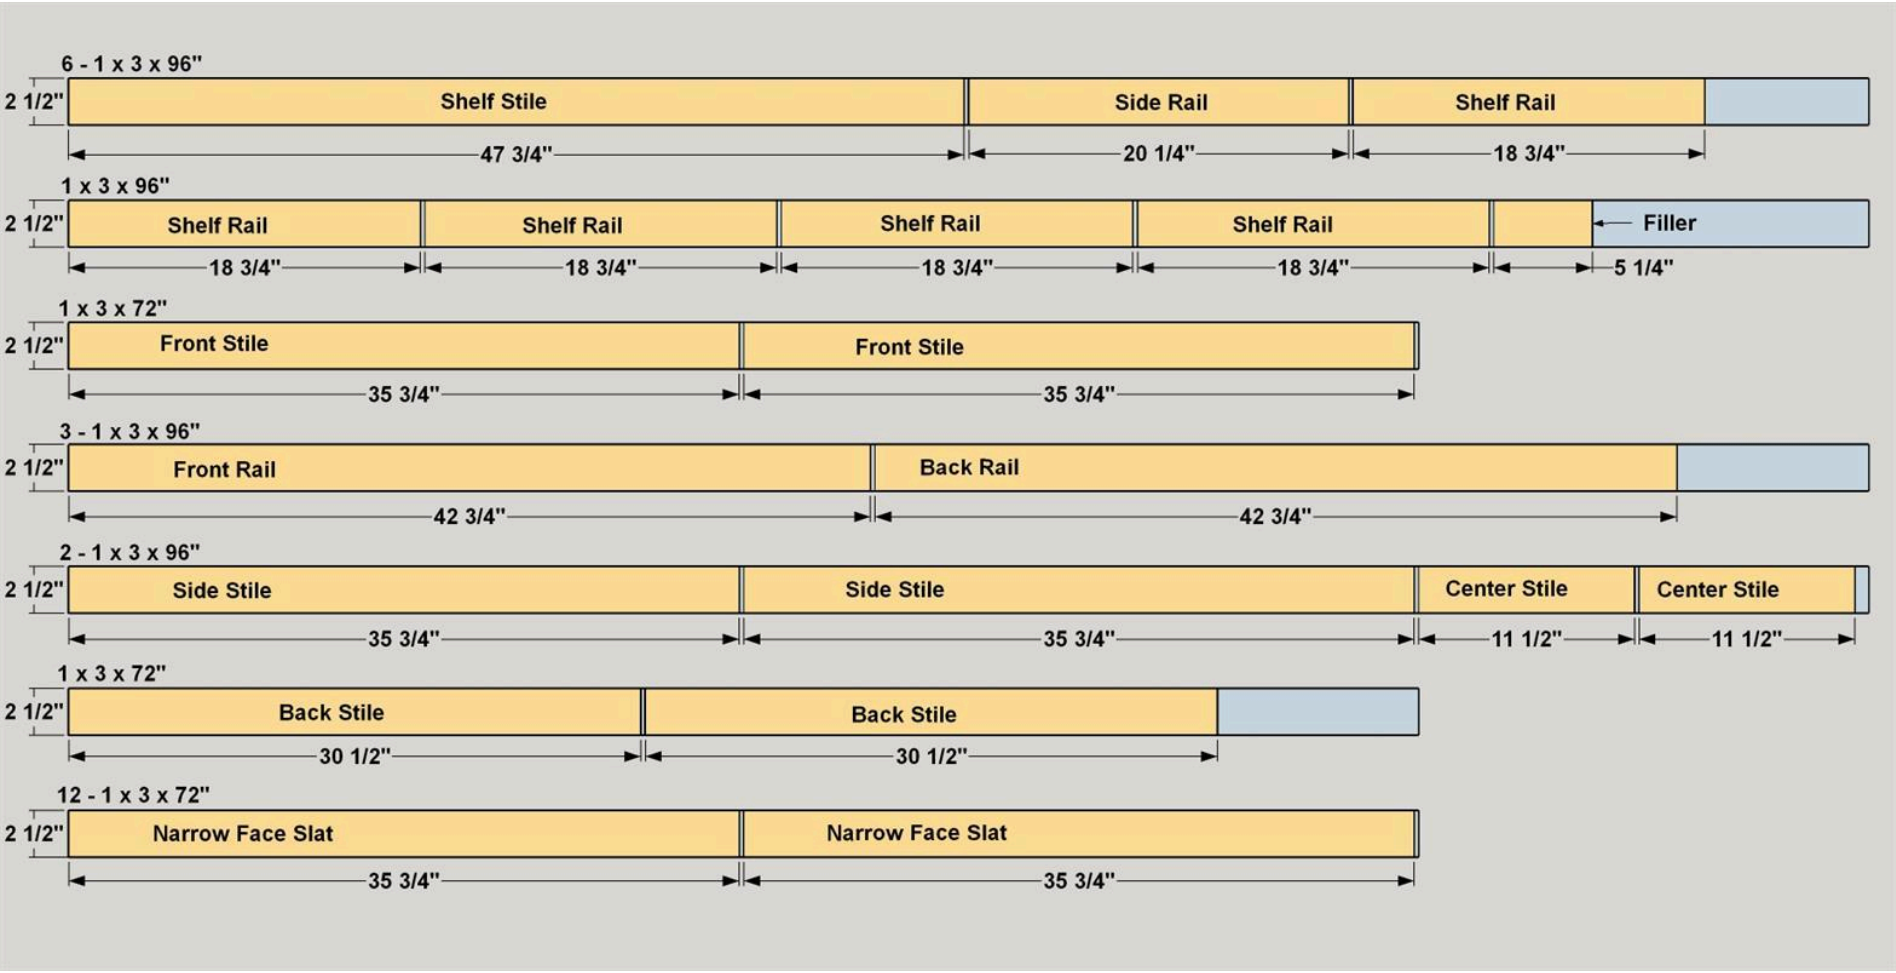 6 - 1 x 3 x 96"
2 1/2" Shelf Stile Side Rail Shelf Rail
47 3/4" 20 1/4" 18 3/4"
1 x 3 x 96"
2 1/2" Shelf Rail Shelf Rail Shelf Rail Shelf Rail Filler
18 3/4" 18 3/4" 18 3/4" 18 3/4" 5 1/4"
1 x 3 x 72"
2 1/2" Front Stile Front Stile
35 3/4" 35 3/4"
3 - 1 x 3 x 96"
2 1/2" Front Rail Back Rail
42 3/4" 42 3/4"
2 - 1 x 3 x 96"
2 1/2" Side Stile Side Stile Center Stile Center Stile
35 3/4" 35 3/4" 11 1/2" 11 1/2"
1 x 3 x 72"
2 1/2" Back Stile Back Stile
30 1/2" 30 1/2"
12 - 1 x 3 x 72"
2 1/2" Narrow Face Slat Narrow Face Slat
35 3/4" 35 3/4"